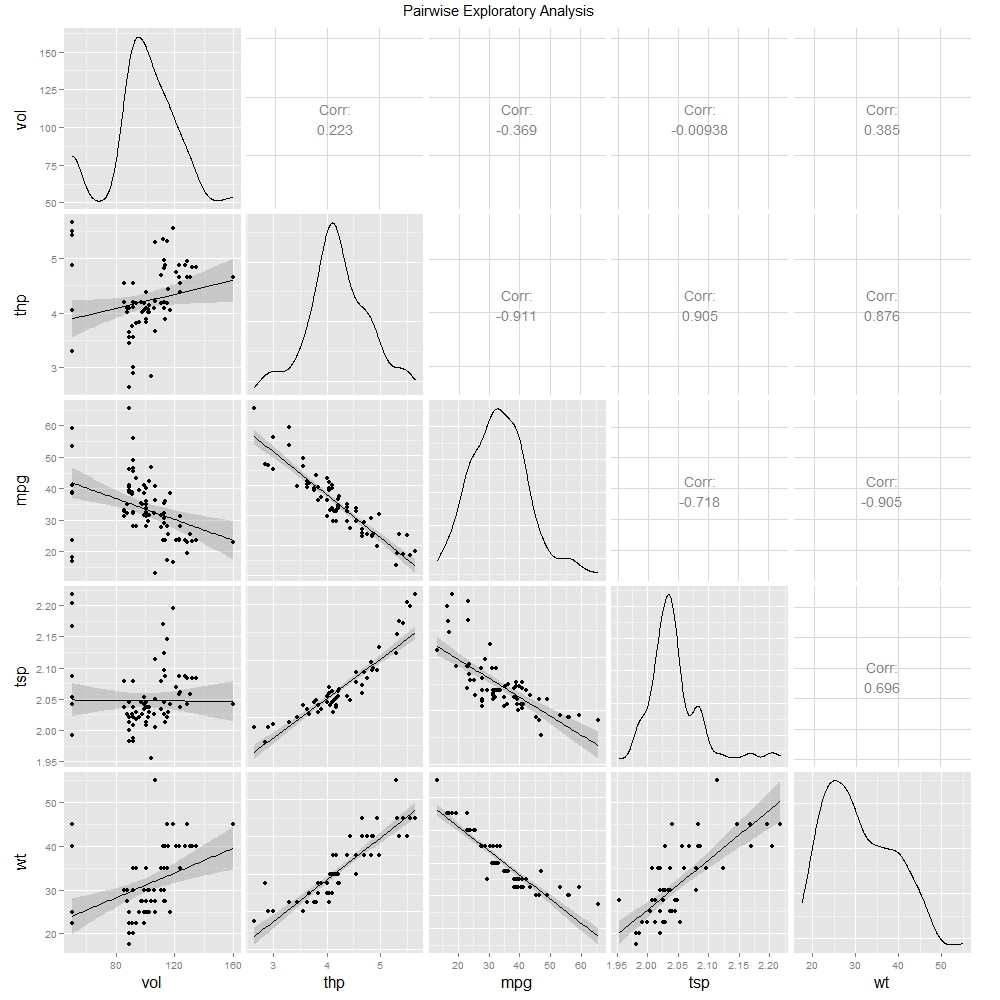 Pairwise Exploratory Analysis
150
125
100
75
50
vol
Corr:
0.223
Corr:
-0.369
Corr:
-0.00938
Corr:
0.385
5
4
3
thp
Corr:
-0.911
Corr:
0.905
Corr:
0.876
60
50
40
30
20
mpg
Corr:
-0.718
Corr:
-0.905
2.20
2.15
2.10
2.05
2.00
1.95
tsp
Corr:
0.696
50
40
30
20
wt
80 120 160 3 4 5 20 30 40 50 60 1.95 2.00 2.05 2.10 2.15 2.20 20 30 40 50
vol thp mpg tsp wt